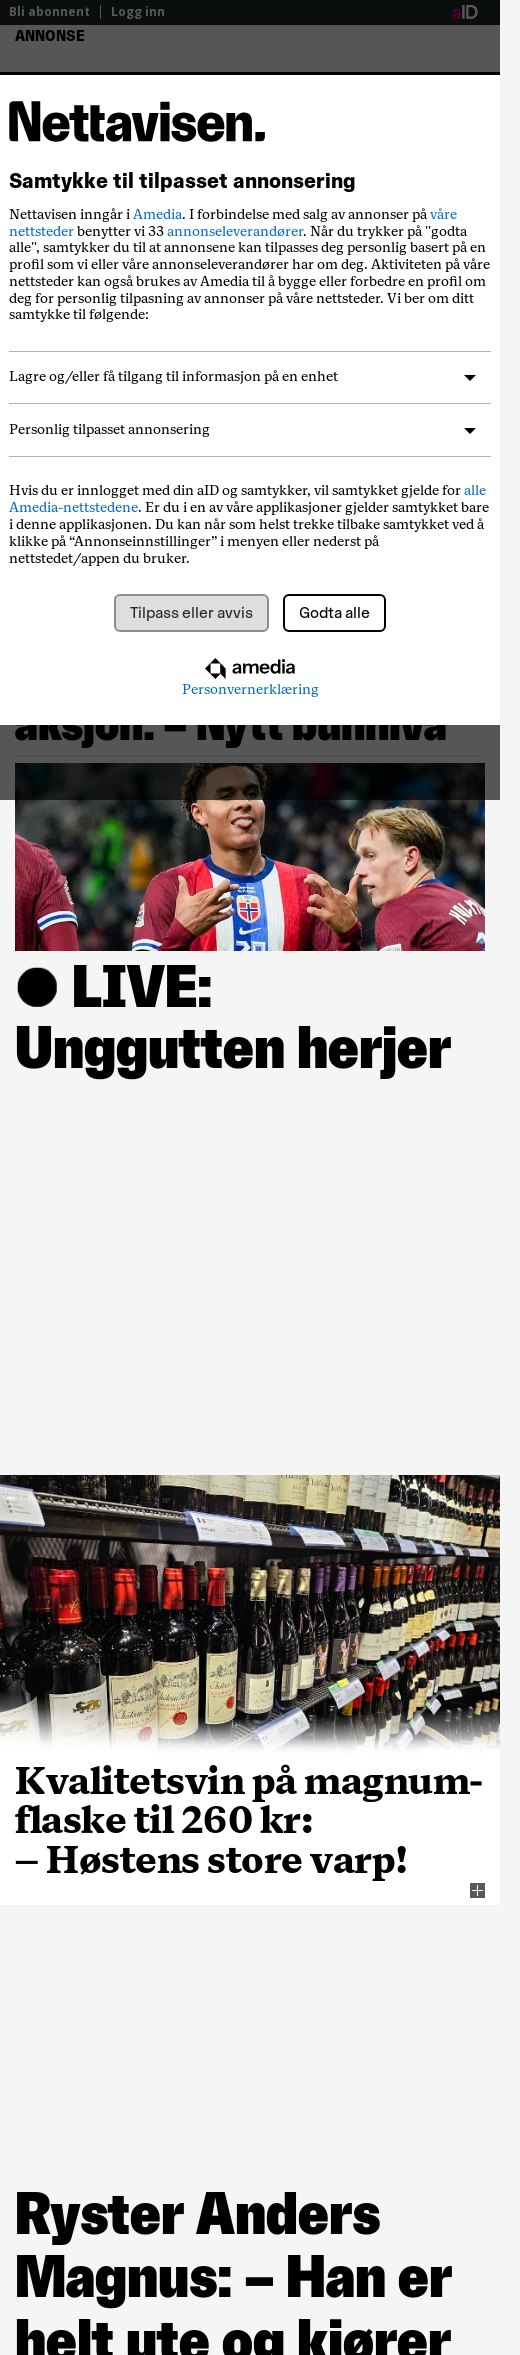 Bli abonnent | Logg inn
aID
ANNONSE
Nettavisen.
Samtykke til tilpasset annonsering
Nettavisen inngår i Amedia. I forbindelse med salg av annonser på våre
nettsteder benytter vi 33 annonseleverandører. Når du trykker på "godta
alle", samtykker du til at annonsene kan tilpasses deg personlig basert på en
profil som vi eller våre annonseleverandører har om deg. Aktiviteten på våre
nettsteder kan også brukes av Amedia til å bygge eller forbedre en profil om
deg for personlig tilpasning av annonser på våre nettsteder. Vi ber om ditt
samtykke til følgende:
Lagre og/eller få tilgang til informasjon på en enhet
Personlig tilpasset annonsering
Hvis du er innlogget med din aID og samtykker, vil samtykket gjelde for alle
Amedia-nettstedene. Er du i en av våre applikasjoner gjelder samtykket bare
i denne applikasjonen. Du kan når som helst trekke tilbake samtykket ved å
klikke på “Annonseinnstillinger” i menyen eller nederst på
nettstedet/appen du bruker.
Tilpass eller avvis
Godta alle
amedia
Personvernerklæring
aksjon: – Nytt bunnivå
LIVE:
Unggutten herjer
Kvalitetsvin på magnum-
flaske til 260 kr:
– Høstens store varp!
Ryster Anders
Magnus: – Han er
helt ute og kjører